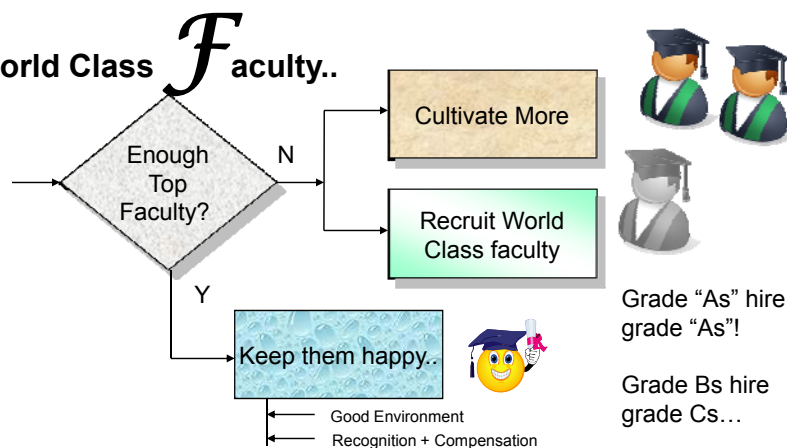 orld Class Faculty..
Cultivate More
Enough
Top
Faculty?
N
Recruit World
Class faculty
Y
Grade “As” hire
grade “As”!
Keep them happy..
Grade Bs hire
grade Cs…
Good Environment
Recognition + Compensation